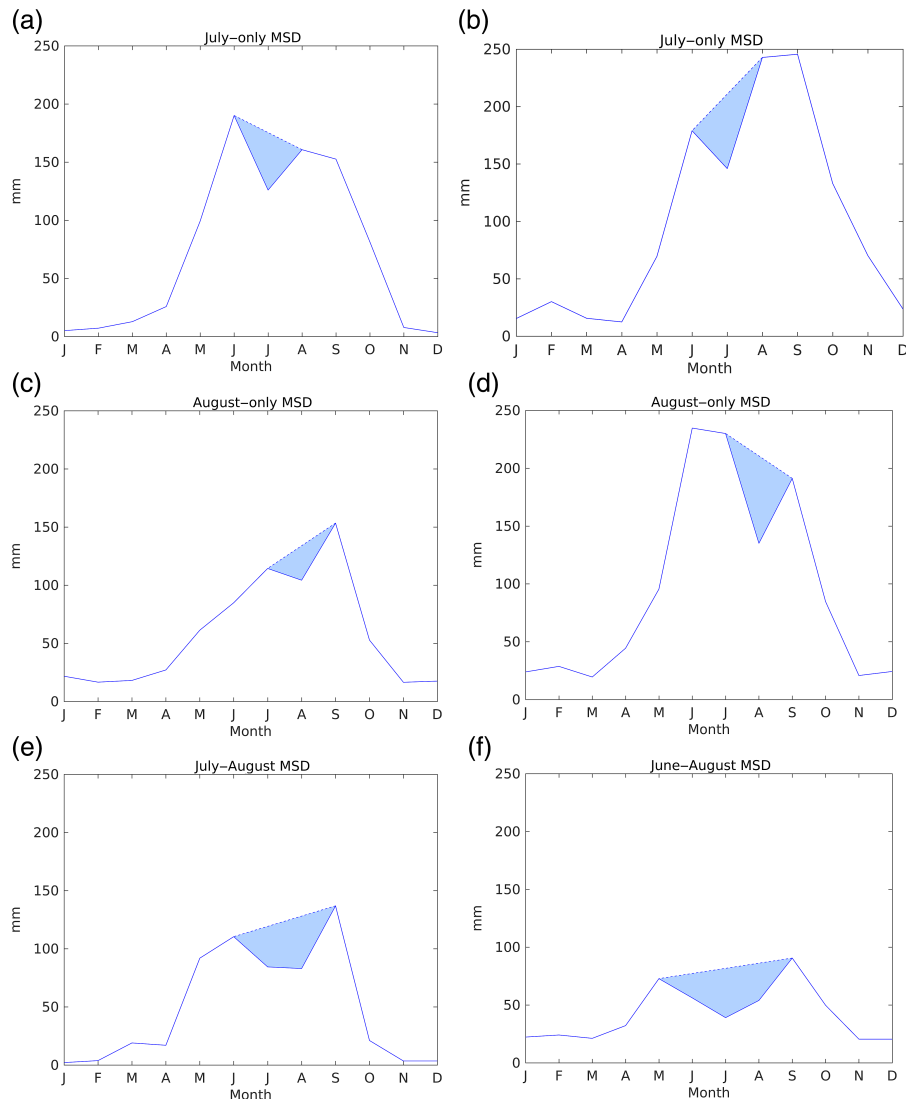 (a)
July–only MSD
250
200
150
100
50
0
mm
J F M A M J J A S O N D
Month
(b)
July–only MSD
250
200
150
100
50
0
mm
J F M A M J J A S O N D
Month
(c)
August–only MSD
250
200
150
100
50
0
mm
J F M A M J J A S O N D
Month
(d)
August–only MSD
250
200
150
100
50
0
mm
J F M A M J J A S O N D
Month
(e)
July–August MSD
250
200
150
100
50
0
mm
J F M A M J J A S O N D
Month
(f)
June–August MSD
250
200
150
100
50
0
mm
J F M A M J J A S O N D
Month